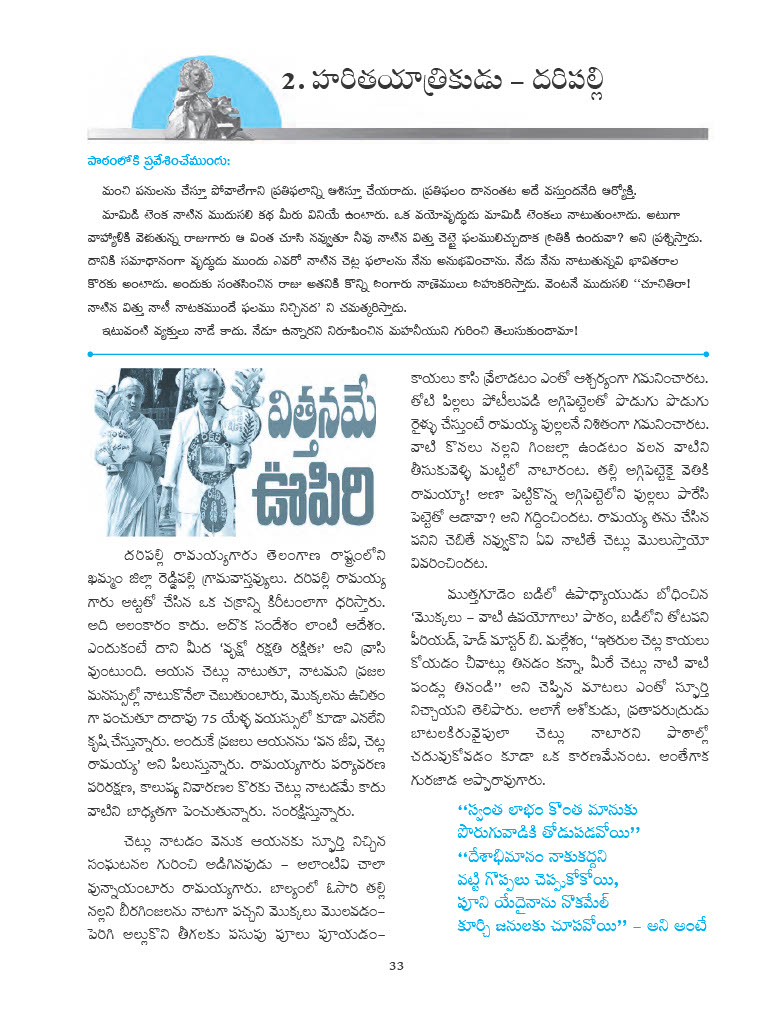 2. హరితయాత్రికుడు – దరిపల్లి
పాఠంలోకి ప్రవేశించేముందు:
మంచి పనులను చేస్తూ పోవాలేగాని ప్రతిఫలాన్ని ఆశిస్తూ చేయరాదు. ప్రతిఫలం దానంతట అదే వస్తుందనేది ఆర్యోక్తి.
మామిడి టెంక నాటిన ముదుసలి కథ మీరు వినియే ఉంటారు. ఒక వయోవృద్ధుడు మామిడి టెంకలు నాటుతుంటాడు. అటుగా
వాహ్యాళికి వెళుతున్న రాజుగారు ఆ వింత చూసి నవ్వుతూ నీవు నాటిన విత్తు చెట్టై ఫలములిచ్చుదాక బ్రతికి ఉందువా? అని ప్రశ్నిస్తాడు.
దానికి సమాధానంగా వృద్ధుడు ముందు ఎవరో నాటిన చెట్ల ఫలాలను నేను అనుభవించాను. నేడు నేను నాటుతున్నవి భావితరాల
కొరకు అంటాడు. అందుకు సంతసించిన రాజు అతనికి కొన్ని బంగారు నాణెములు బహుకరిస్తాడు. వెంటనే ముదుసలి “చూచితిరా!
నాటిన విత్తు నాటీ నాటకముందే ఫలము నిచ్చినద’ ని చమత్కరిస్తాడు.
ఇటువంటి వ్యక్తులు నాడే కాదు. నేడూ ఉన్నారని నిరూపించిన మహనీయుని గురించి తెలుసుకుందామా!
విత్తనమే
ఊపిరి
దరిపల్లి రామయ్యగారు తెలంగాణ రాష్ట్రంలోని
ఖమ్మం జిల్లా రెడ్డిపల్లి గ్రామవాస్తవ్యులు. దరిపల్లి రామయ్య
గారు అట్టతో చేసిన ఒక చక్రాన్ని కిరీటంలాగా ధరిస్తారు.
అది అలంకారం కాదు. అదొక సందేశం లాంటి ఆదేశం.
ఎందుకంటే దాని మీద ‘వృక్షో రక్షతి రక్షితః’ అని వ్రాసి
వుంటుంది. ఆయన చెట్లు నాటుతూ, నాటమని ప్రజల
మనస్సుల్లో నాటుకొనేలా చెబుతుంటారు, మొక్కలను ఉచితం
గా పంచుతూ దాదాపు 75 యేళ్ళ వయస్సులో కూడా ఎనలేని
కృషి చేస్తున్నారు. అందుకే ప్రజలు ఆయనను ‘వన జీవి, చెట్ల
రామయ్య’ అని పిలుస్తున్నారు. రామయ్యగారు పర్యావరణ
పరిరక్షణ, కాలుష్య నివారణల కొరకు చెట్లు నాటడమే కాదు
వాటిని బాధ్యతగా పెంచుతున్నారు. సంరక్షిస్తున్నారు.
చెట్లు నాటడం వెనుక ఆయనకు స్ఫూర్తి నిచ్చిన
సంఘటనల గురించి అడిగినపుడు – అలాంటివి చాలా
వున్నాయంటారు రామయ్యగారు. బాల్యంలో ఓసారి తల్లి
నల్లని బీరగింజలను నాటగా పచ్చని మొక్కలు మొలవడం–
పెరిగి అల్లుకొని తీగలకు పసుపు పూలు పూయడం–
కాయలు కాసి వ్రేలాడటం ఎంతో ఆశ్చర్యంగా గమనించారట.
తోటి పిల్లలు పోటీలుపడి అగ్గిపెట్టెలతో పొడుగు పొడుగు
రైళ్ళు చేస్తుంటే రామయ్య పుల్లలనే నిశితంగా గమనించారట.
వాటి కొనలు నల్లని గింజల్లా ఉండటం వలన వాటిని
తీసుకువెళ్ళి మట్టిలో నాటారంట. తల్లి అగ్గిపెట్టెకై వెతికి
రామయ్యా! అణా పెట్టికొన్న అగ్గిపెట్టెలోని పుల్లలు పారేసి
పెట్టెతో ఆడావా? అని గద్దించిందట. రామయ్య తను చేసిన
పనిని చెబితే నవ్వుకొని ఏవి నాటితే చెట్లు మొలుస్తాయో
వివరించిందట.
ముత్తగూడెం బడిలో ఉపాధ్యాయుడు బోధించిన
‘మొక్కలు – వాటి ఉపయోగాలు’ పాఠం, బడిలోని తోటపని
పీరియడ్, హెడ్ మాస్టర్ బి. మల్లేశం, “ఇతరుల చెట్ల కాయలు
కోయడం చీవాట్లు తినడం కన్నా, మీరే చెట్లు నాటి వాటి
పండ్లు తినండి” అని చెప్పిన మాటలు ఎంతో స్ఫూర్తి
నిచ్చాయని తెలిపారు. అలాగే అశోకుడు, ప్రతాపరుద్రుడు
బాటలకిరువైపులా చెట్లు నాటారని పాఠాల్లో
చదువుకోవడం కూడా ఒక కారణమేనంట. అంతేగాక
గురజాడ అప్పారావుగారు.
“స్వంత లాభం కొంత మానుకు
పొరుగువాడికి తోడుపడవోయి”
“దేశాభిమానం నాకుకద్దని
వట్టి గొప్పలు చెప్పుకోకోయి,
పూని యేదైనాను నొకమేల్
కూర్చి జనులకు చూపవోయి” – అని అంటే
33